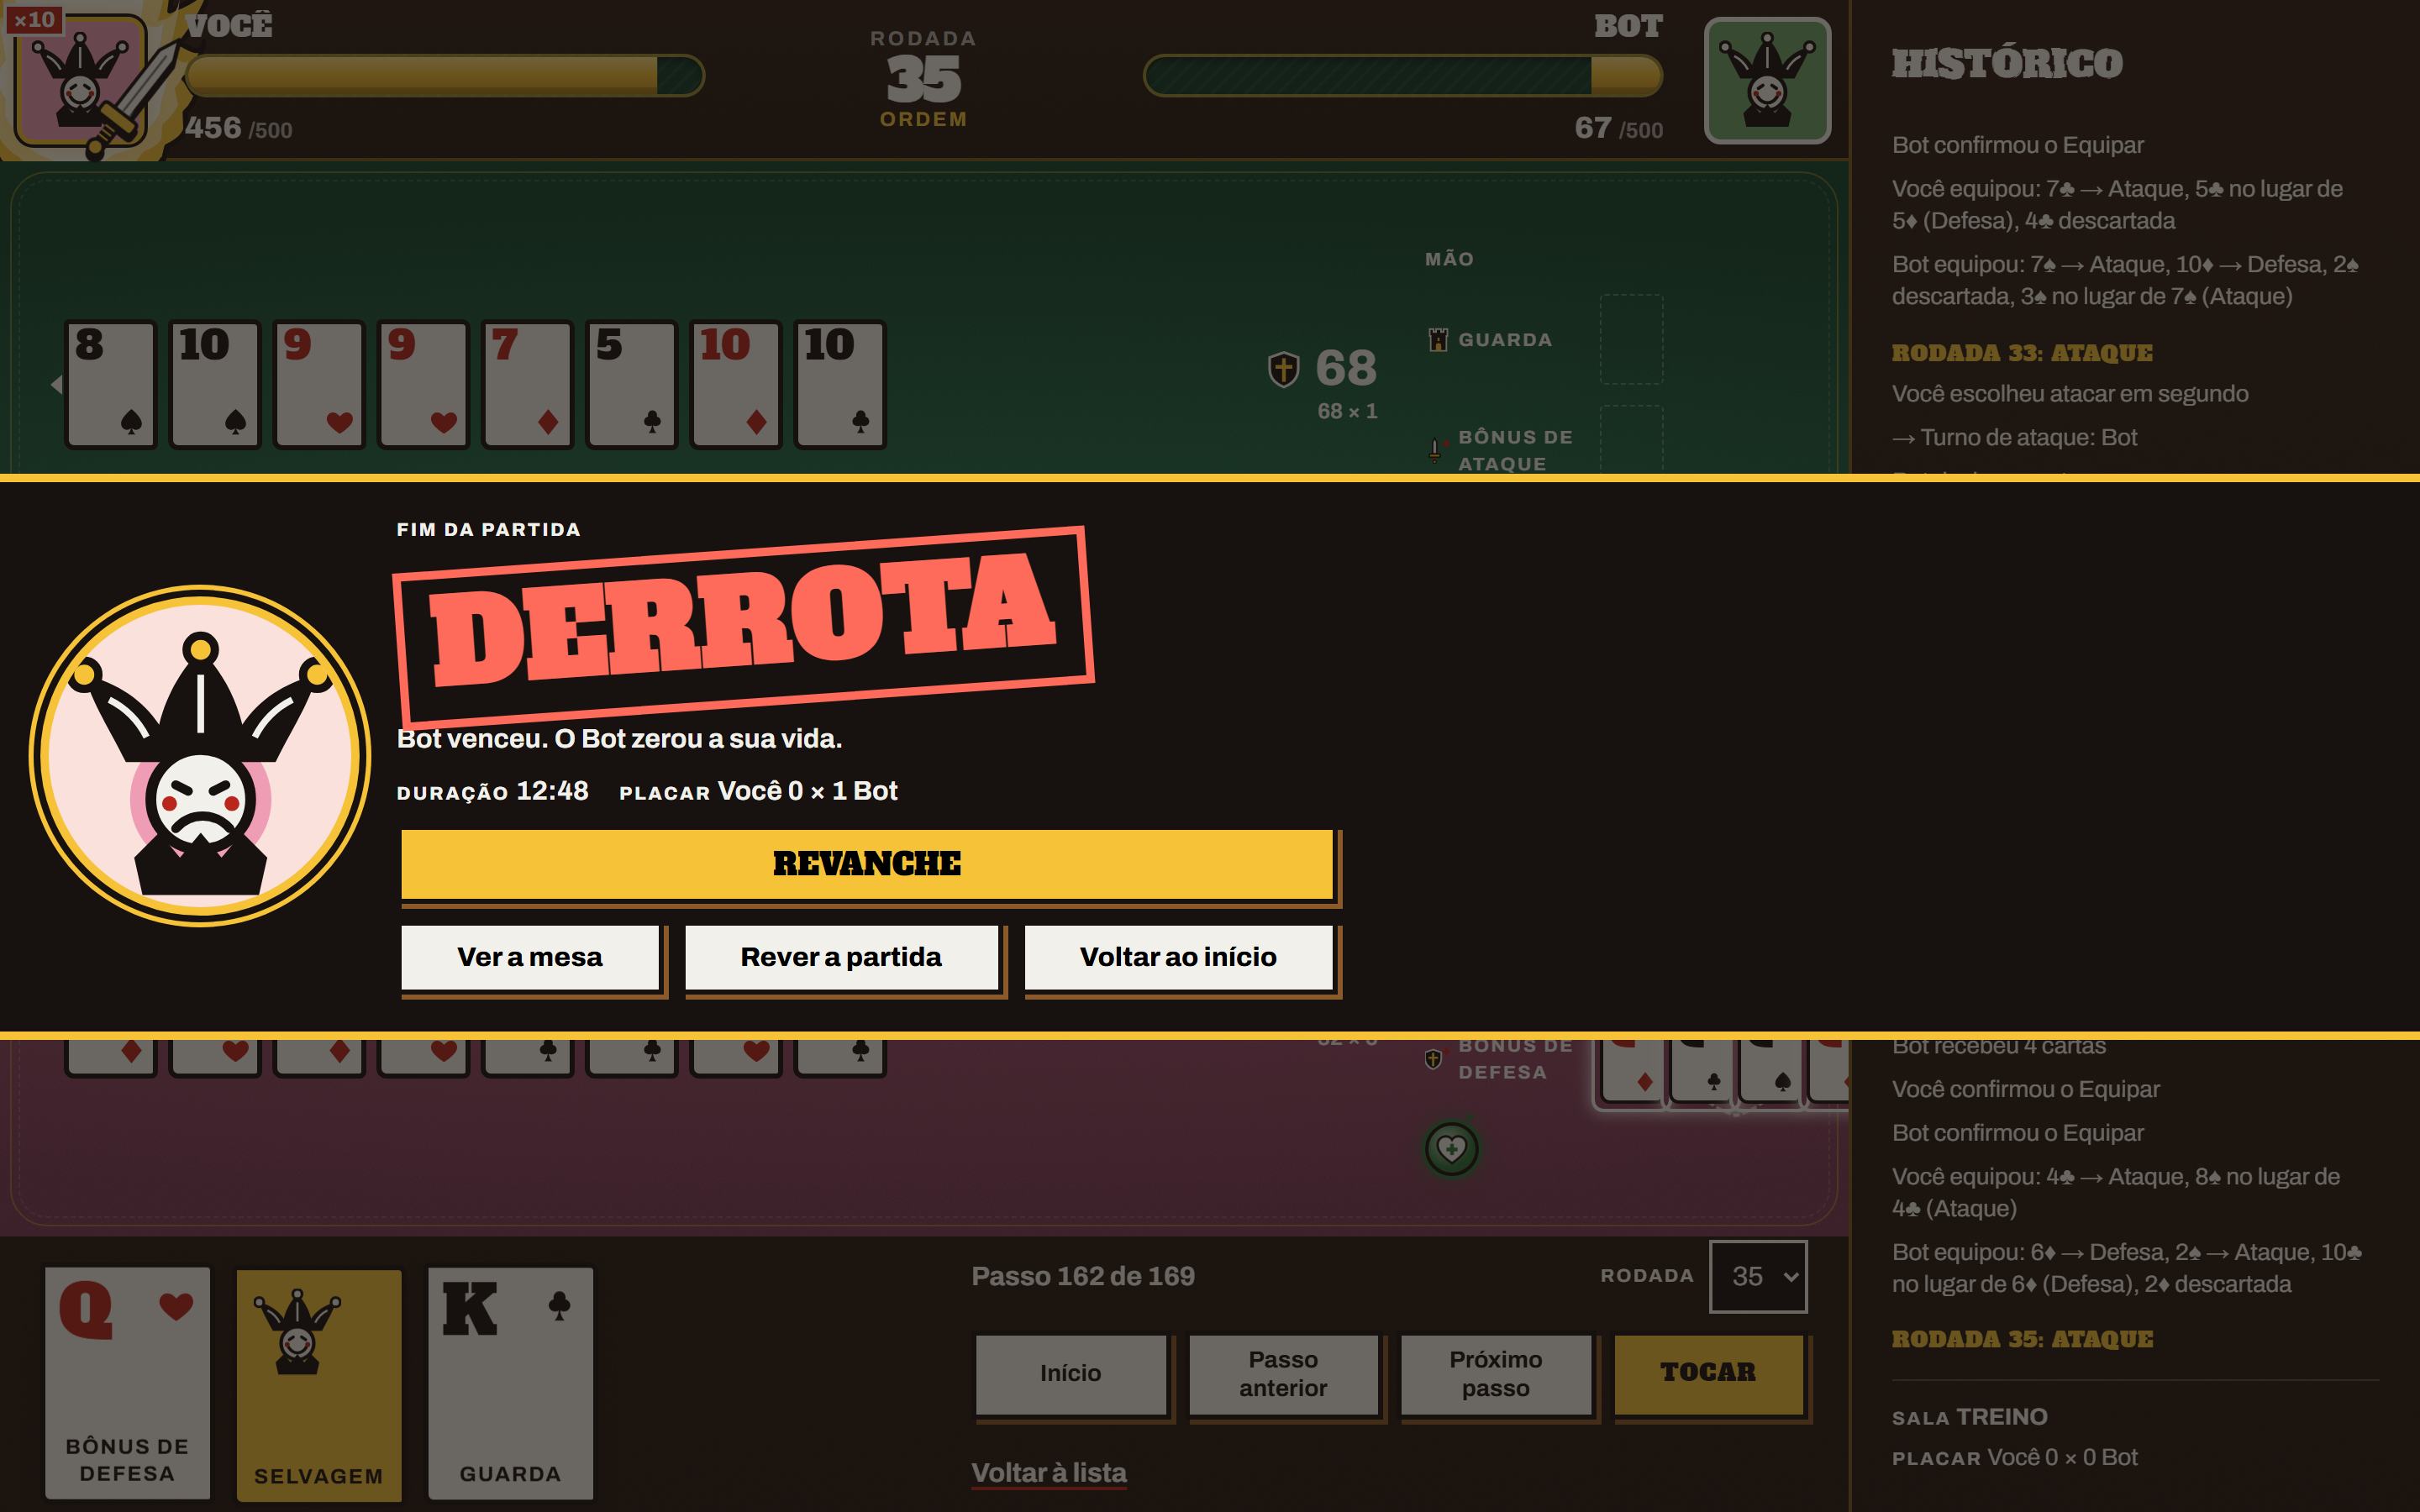 ×10
VOCÊ
456 /500
RODADA
35
ORDEM
BOT
67 /500
8
10
9
9
7
5
10
10
68
68 × 1
MÃO
GUARDA
BÔNUS DE
ATAQUE
HISTÓRICO
Bot confirmou o Equipar
Você equipou: 7♣ → Ataque, 5♣ no lugar de
5♦ (Defesa), 4♣ descartada
Bot equipou: 7♠ → Ataque, 10♦ → Defesa, 2♠
descartada, 3♠ no lugar de 7♠ (Ataque)
RODADA 33: ATAQUE
Você escolheu atacar em segundo
→ Turno de ataque: Bot
FIM DA PARTIDA
DERROTA
Bot venceu. O Bot zerou a sua vida.
DURAÇÃO 12:48 PLACAR Você 0 × 1 Bot
REVANCHE
Ver a mesa
Rever a partida
Voltar ao início
BÔNUS DE
DEFESA
Bot recebeu 4 cartas
Você confirmou o Equipar
Bot confirmou o Equipar
Você equipou: 4♣ → Ataque, 8♠ no lugar de
4♣ (Ataque)
Bot equipou: 6♦ → Defesa, 2♠ → Ataque, 10♣
no lugar de 6♦ (Defesa), 2♦ descartada
RODADA 35: ATAQUE
SALA TREINO
PLACAR Você 0 × 0 Bot
Q
BÔNUS DE
DEFESA
SELVAGEM
K
GUARDA
Passo 162 de 169
RODADA 35
Início
Passo
anterior
Próximo
passo
TOCAR
Voltar à lista